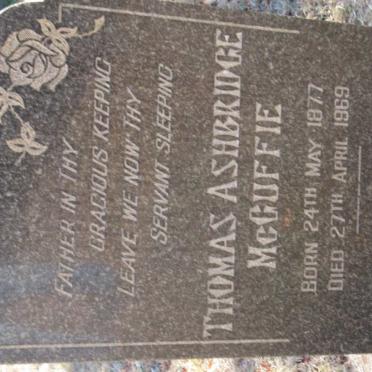 FATHER IN THY
GRACIOUS KEEPING
LEAVE WE NOW THY
SERVANT SLEEPING
THOMAS ASHBRIDGE
McGUFFIE
BORN 24TH MAY 1877
DIED 27TH APRIL 1969